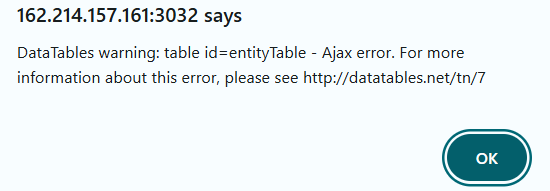 162.214.157.161:3032 says
DataTables warning: table id=entityTable - Ajax error. For more
information about this error, please see http://datatables.net/tn/7
OK